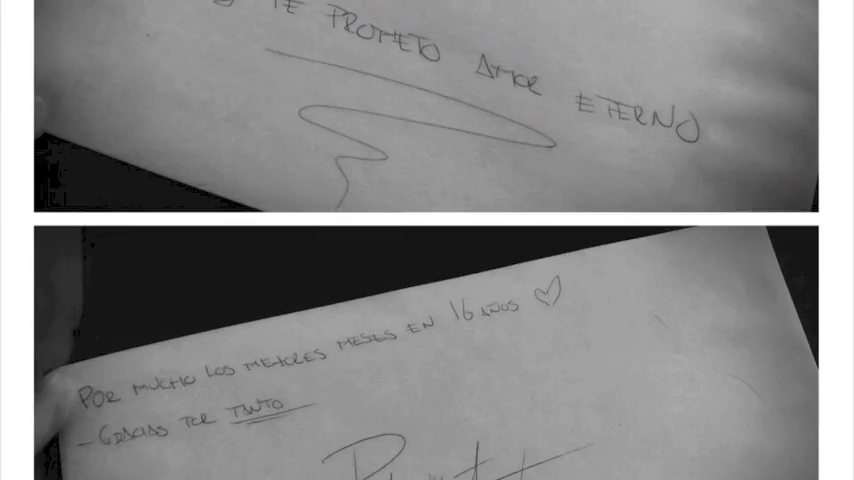 TE PROMETO AMOR ETERNO
POR MUCHO LOS MEJORES MESES EN 16 AÑOS ♡
- GRACIAS POR TANTO